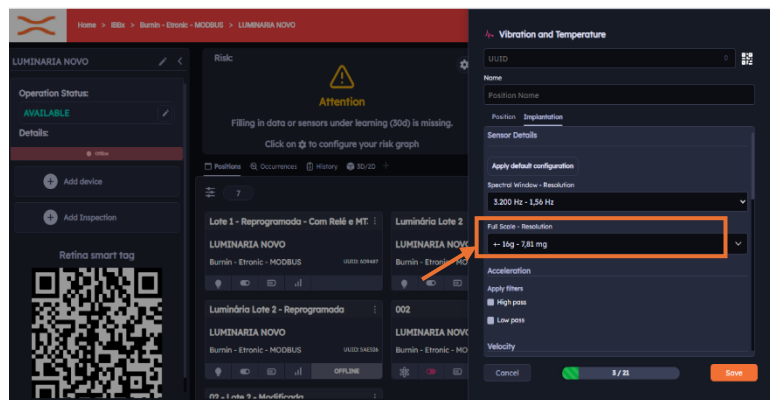 Home > IBBx > Burnin - Etronic - MODBUS > LUMINARIA NOVO
LUMINARIA NOVO
Operation Status:
AVAILABLE
Details:
Offline
Add device
Add Inspection
Retina smart tag
Risk:
Attention
Filling in data or sensors under learning (30d) is missing.
Click on to configure your risk graph
Positions Occurrences History 3D/2D +
7
Lote 1 - Reprogramada - Com Relé e MT
LUMINARIA NOVO
Burnin - Etronic - MODBUS
Luminária Lote 2
LUMINARIA NOVO
Burnin - Etronic - MO
Luminária Lote 2 - Reprogramada
LUMINARIA NOVO
Burnin - Etronic - MODBUS
OFFLINE
002
LUMINARIA NOVO
Burnin - Etronic - MO
02 - Lote 2 - Modificada
Vibration and Temperature
UUID
Name
Position Name
Position Implantation
Sensor Details
Apply default configuration
Spectral Window - Resolution
3.200 Hz - 1,56 Hz
Full Scale - Resolution
+- 16g - 7,81 mg
Acceleration
Apply filters
High pass
Low pass
Velocity
Cancel
3 / 21
Save